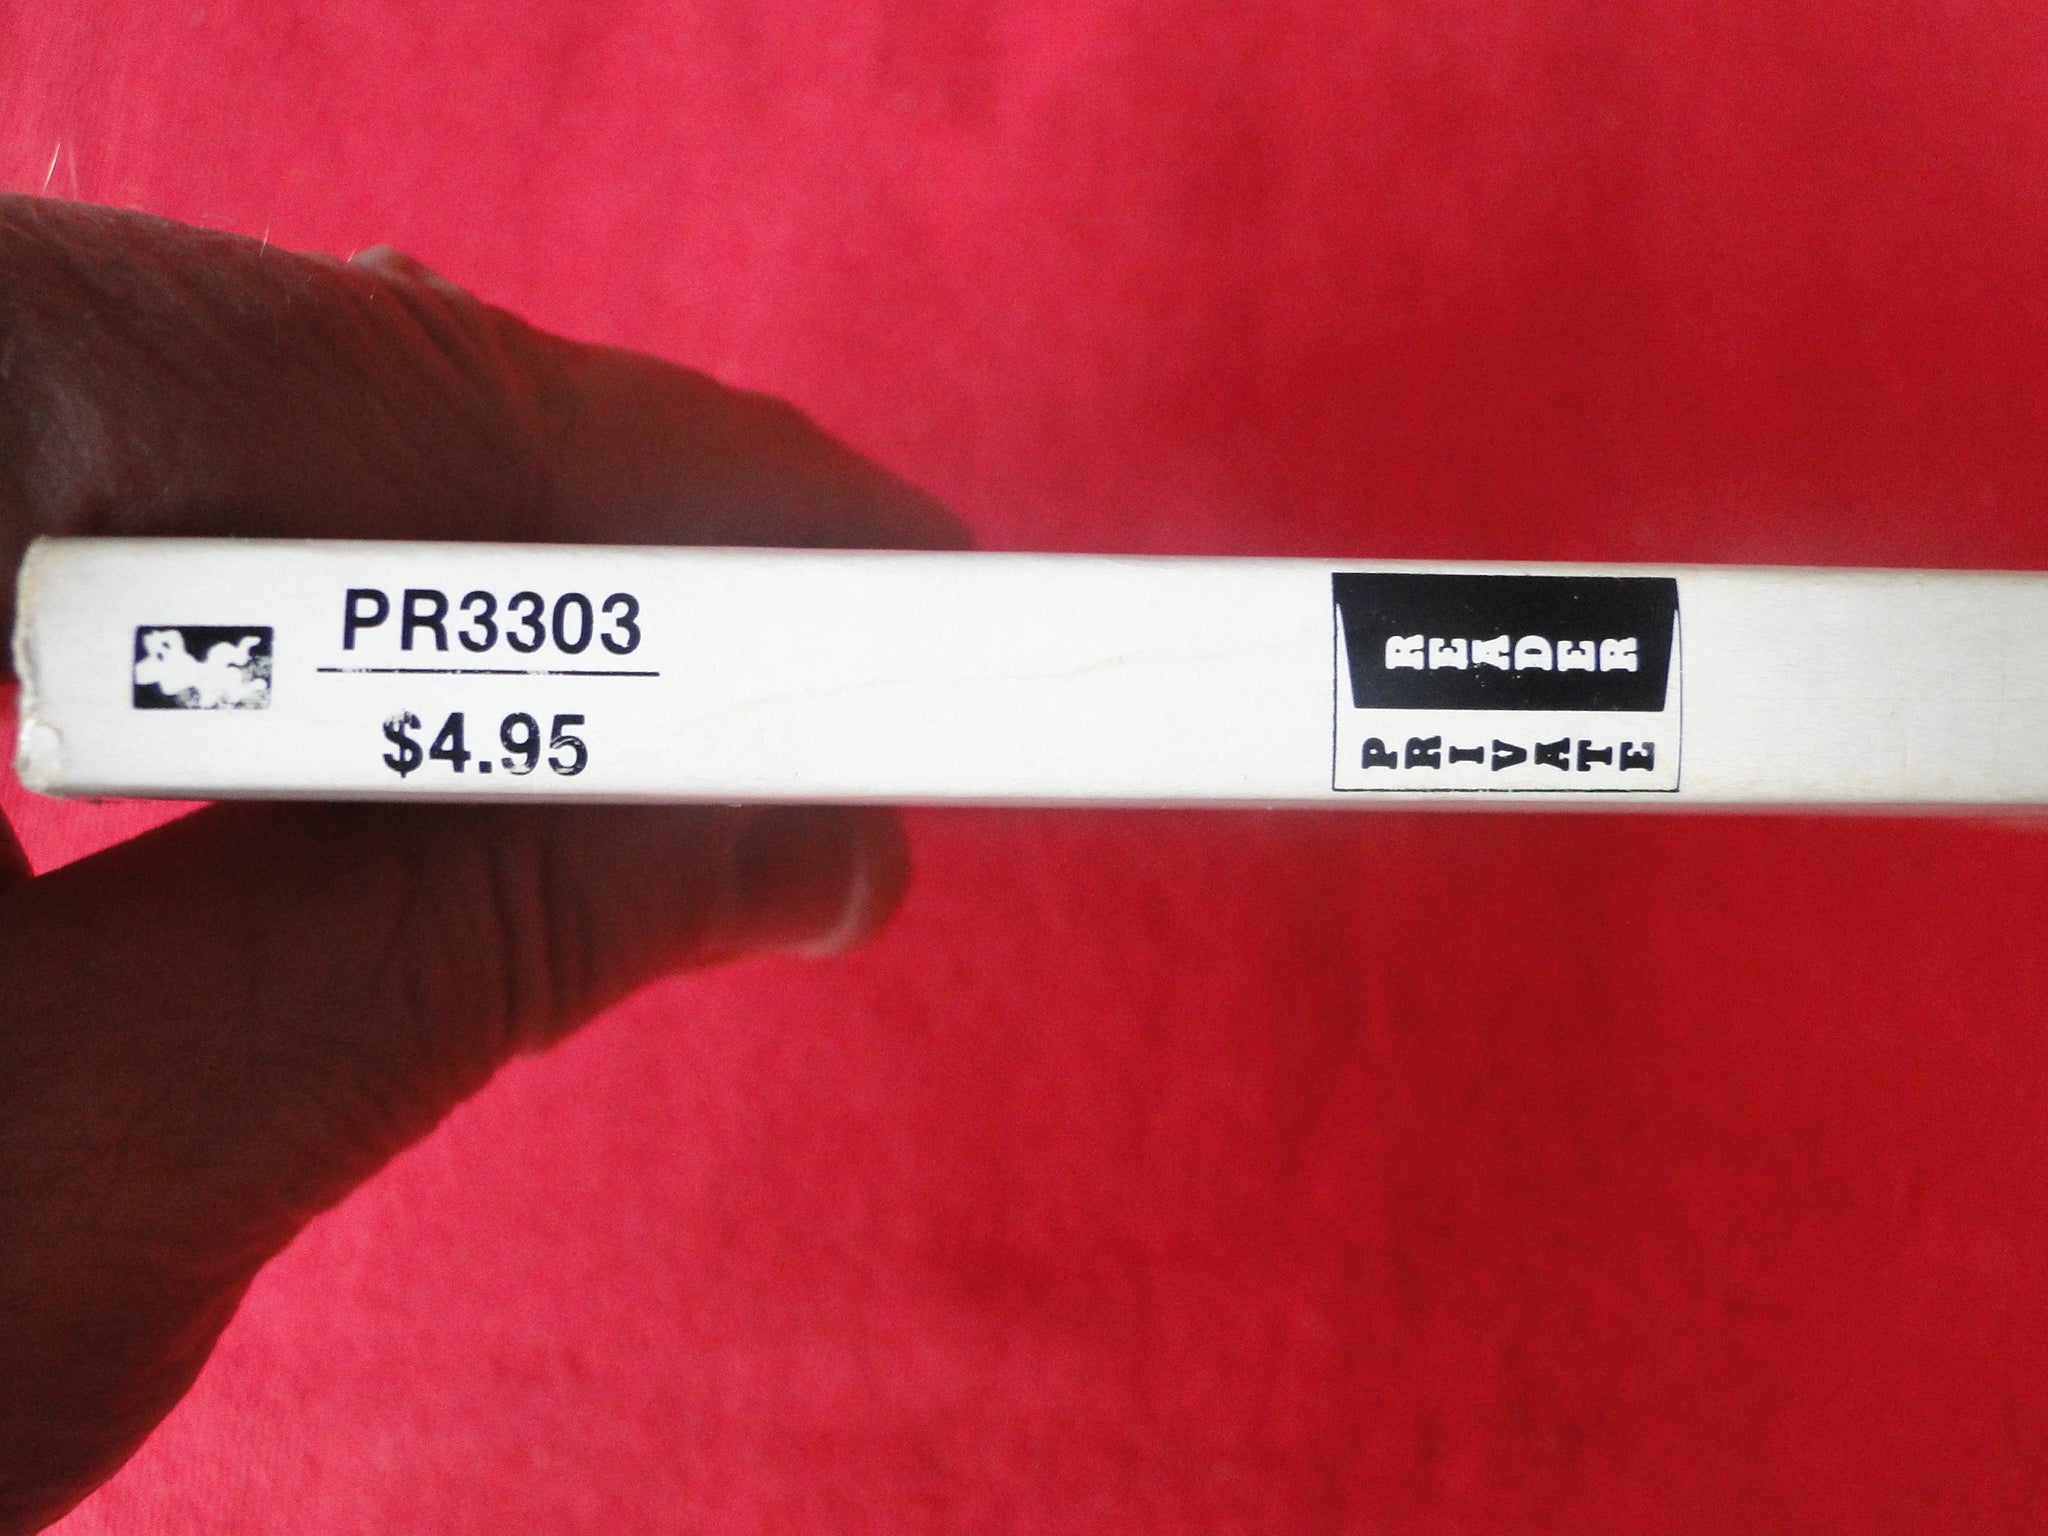 PR3303
$4.95
READER
PRIVATE